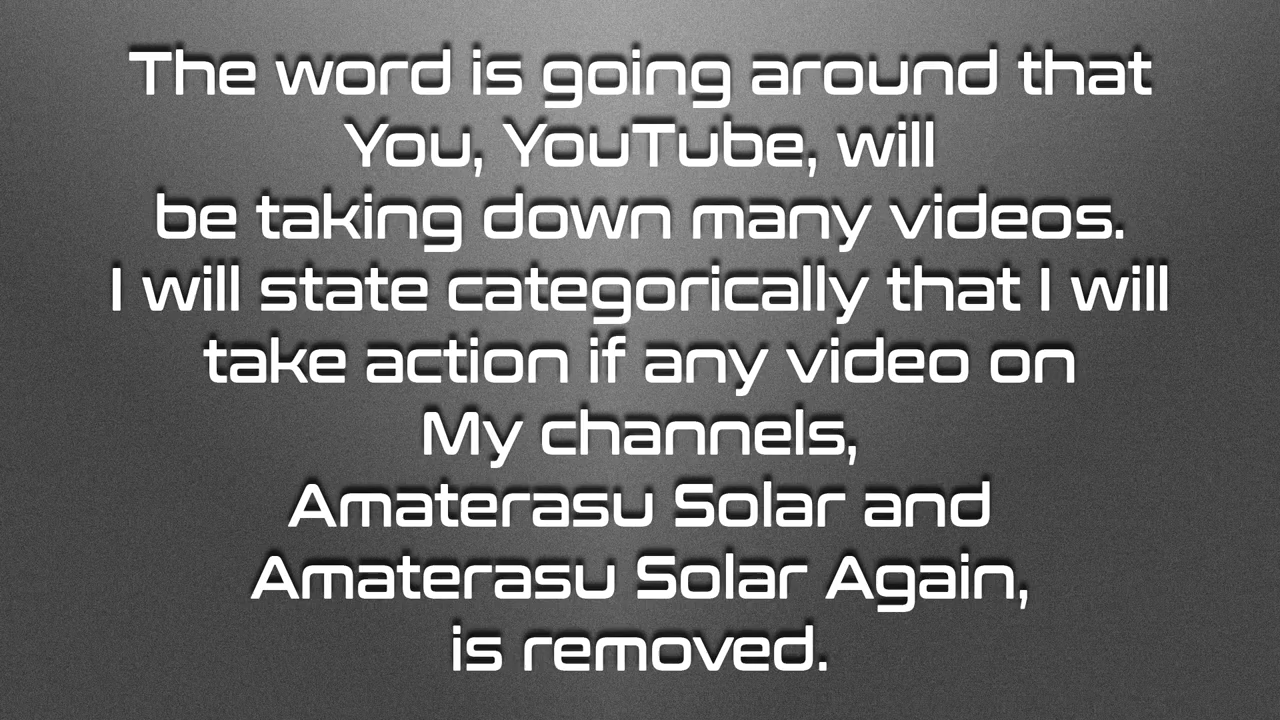 The word is going around that
You, YouTube, will
be taking down many videos.
I will state categorically that I will
take action if any video on
My channels,
Amaterasu Solar and
Amaterasu Solar Again,
is removed.